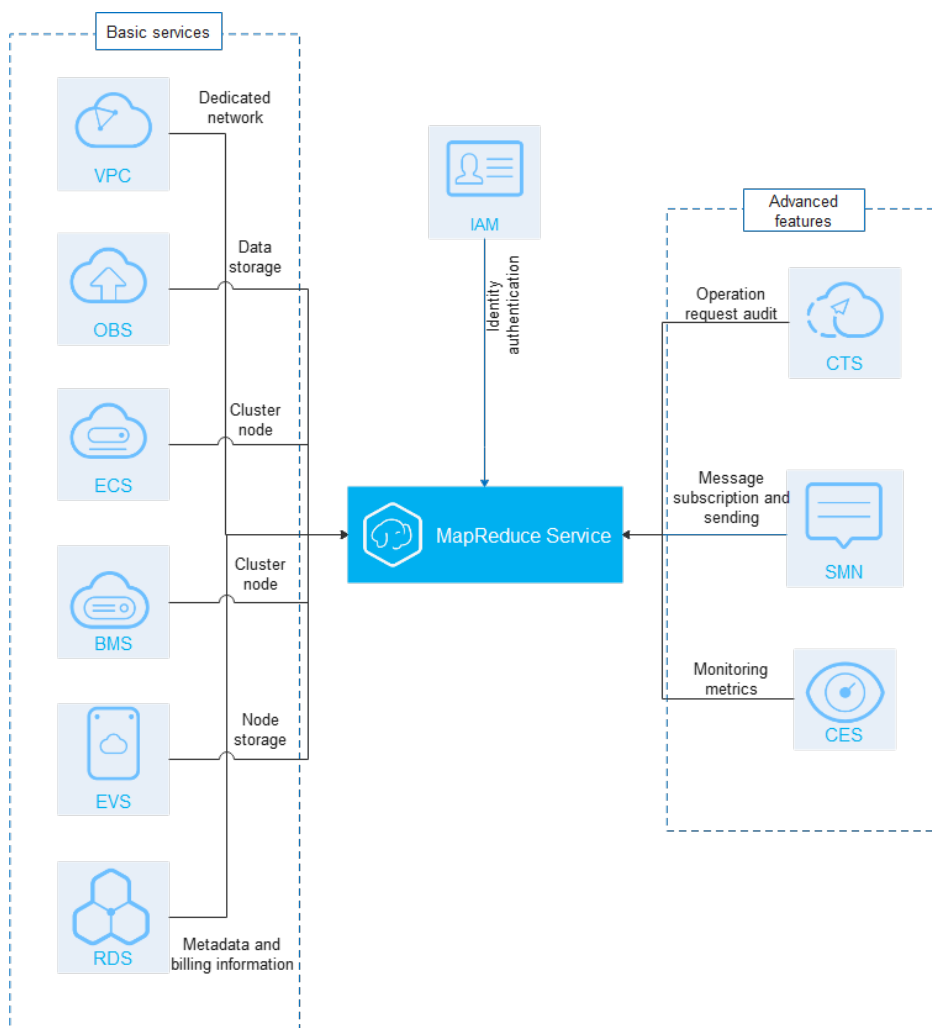 Basic services
Dedicated
network
VPC
Data
storage
OBS
Cluster
node
ECS
Cluster
node
BMS
Node
storage
EVS
RDS
Metadata and
billing information
IAM
Identity
authentication
MapReduce Service
Advanced
features
Operation
request audit
CTS
Message
subscription and
sending
SMN
Monitoring
metrics
CES